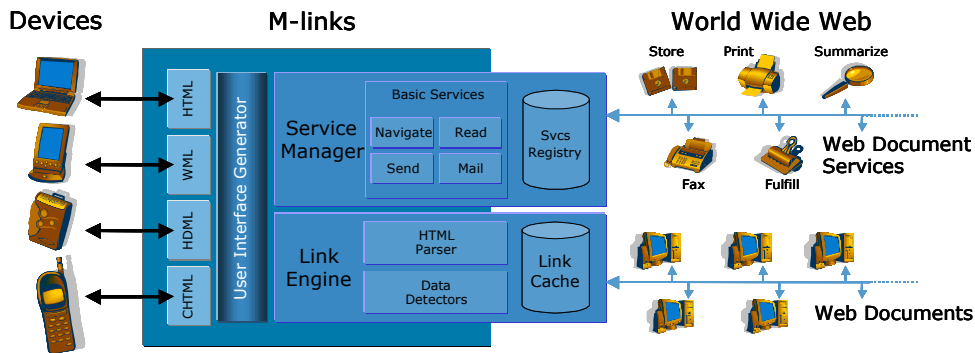 Devices
M-links
World Wide Web
HTML
WML
HDML
CHTML
User Interface Generator
Service
Manager
Basic Services
Navigate
Read
Send
Mail
Svcs
Registry
Link
Engine
HTML
Parser
Data
Detectors
Link
Cache
Store
Print
Summarize
Fax
Fulfill
Web Document
Services
Web Documents